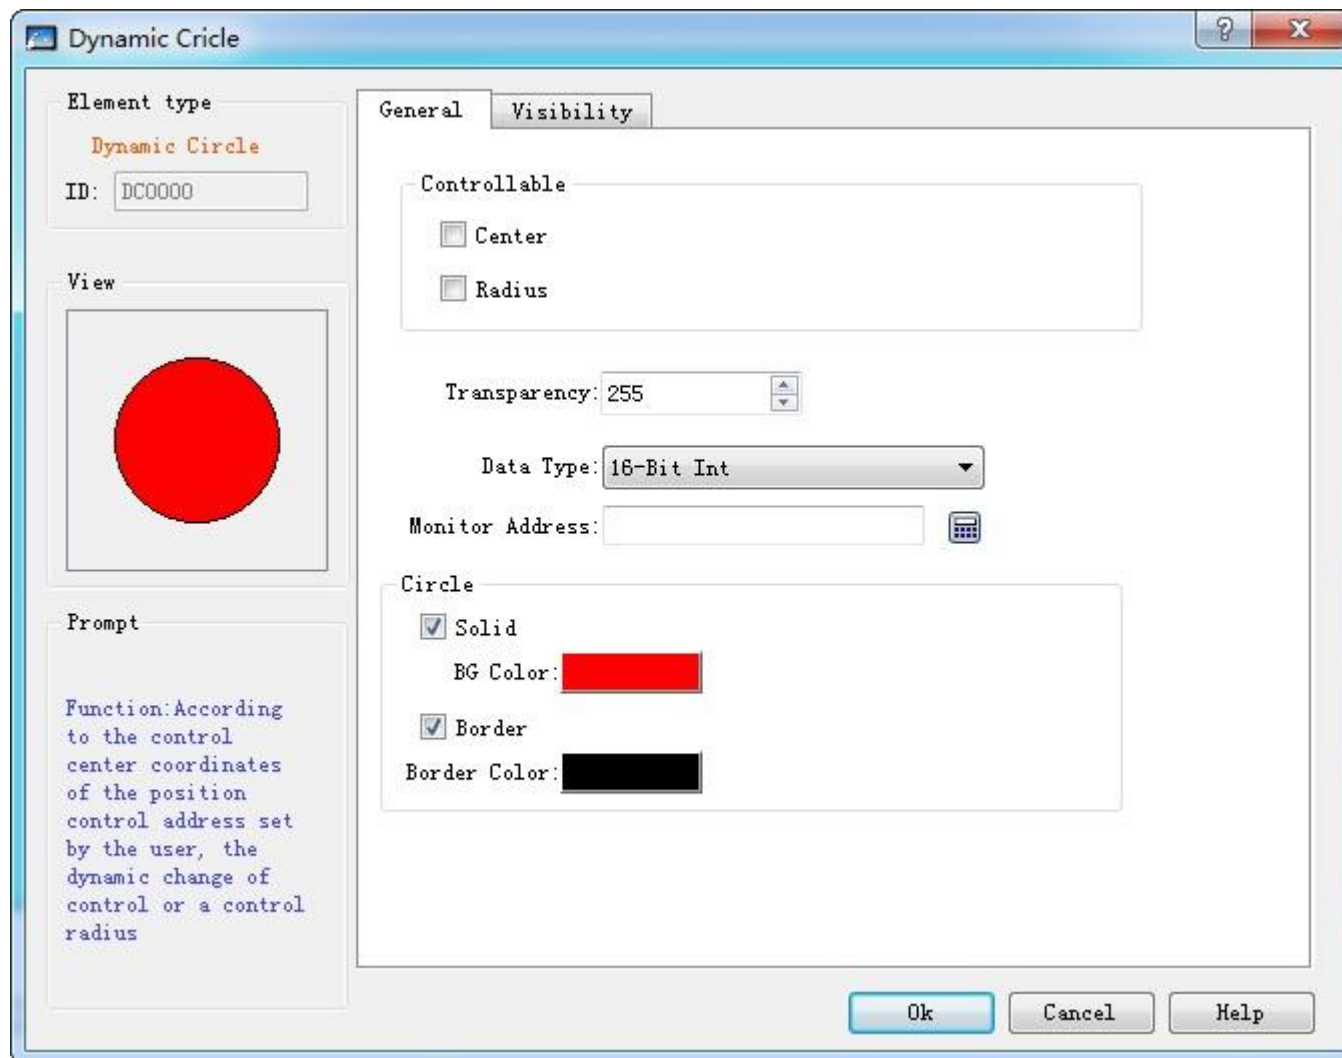 Dynamic Cricle
?
X
Element type
Dynamic Circle
ID: DC0000
View
Prompt
Function:According
to the control
center coordinates
of the position
control address set
by the user, the
dynamic change of
control or a control
radius
General
Visibility
Controllable
Center
Radius
Transparency: 255
Data Type: 16-Bit Int
Monitor Address:
Circle
Solid
BG Color:
Border
Border Color:
Ok
Cancel
Help